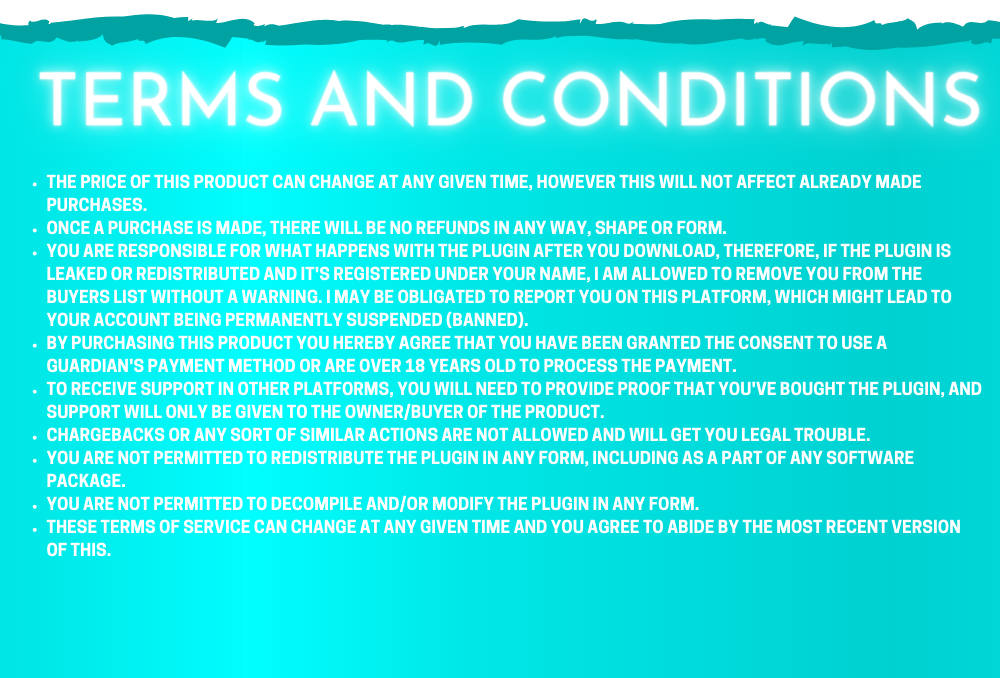 TERMS AND CONDITIONS
• THE PRICE OF THIS PRODUCT CAN CHANGE AT ANY GIVEN TIME, HOWEVER THIS WILL NOT AFFECT ALREADY MADE
PURCHASES.
• ONCE A PURCHASE IS MADE, THERE WILL BE NO REFUNDS IN ANY WAY, SHAPE OR FORM.
• YOU ARE RESPONSIBLE FOR WHAT HAPPENS WITH THE PLUGIN AFTER YOU DOWNLOAD, THEREFORE, IF THE PLUGIN IS
LEAKED OR REDISTRIBUTED AND IT'S REGISTERED UNDER YOUR NAME, I AM ALLOWED TO REMOVE YOU FROM THE
BUYERS LIST WITHOUT A WARNING. I MAY BE OBLIGATED TO REPORT YOU ON THIS PLATFORM, WHICH MIGHT LEAD TO
YOUR ACCOUNT BEING PERMANENTLY SUSPENDED (BANNED).
• BY PURCHASING THIS PRODUCT YOU HEREBY AGREE THAT YOU HAVE BEEN GRANTED THE CONSENT TO USE A
GUARDIAN'S PAYMENT METHOD OR ARE OVER 18 YEARS OLD TO PROCESS THE PAYMENT.
• TO RECEIVE SUPPORT IN OTHER PLATFORMS, YOU WILL NEED TO PROVIDE PROOF THAT YOU'VE BOUGHT THE PLUGIN, AND
SUPPORT WILL ONLY BE GIVEN TO THE OWNER/BUYER OF THE PRODUCT.
• CHARGEBACKS OR ANY SORT OF SIMILAR ACTIONS ARE NOT ALLOWED AND WILL GET YOU LEGAL TROUBLE.
• YOU ARE NOT PERMITTED TO REDISTRIBUTE THE PLUGIN IN ANY FORM, INCLUDING AS A PART OF ANY SOFTWARE
PACKAGE.
• YOU ARE NOT PERMITTED TO DECOMPILE AND/OR MODIFY THE PLUGIN IN ANY FORM.
• THESE TERMS OF SERVICE CAN CHANGE AT ANY GIVEN TIME AND YOU AGREE TO ABIDE BY THE MOST RECENT VERSION
OF THIS.